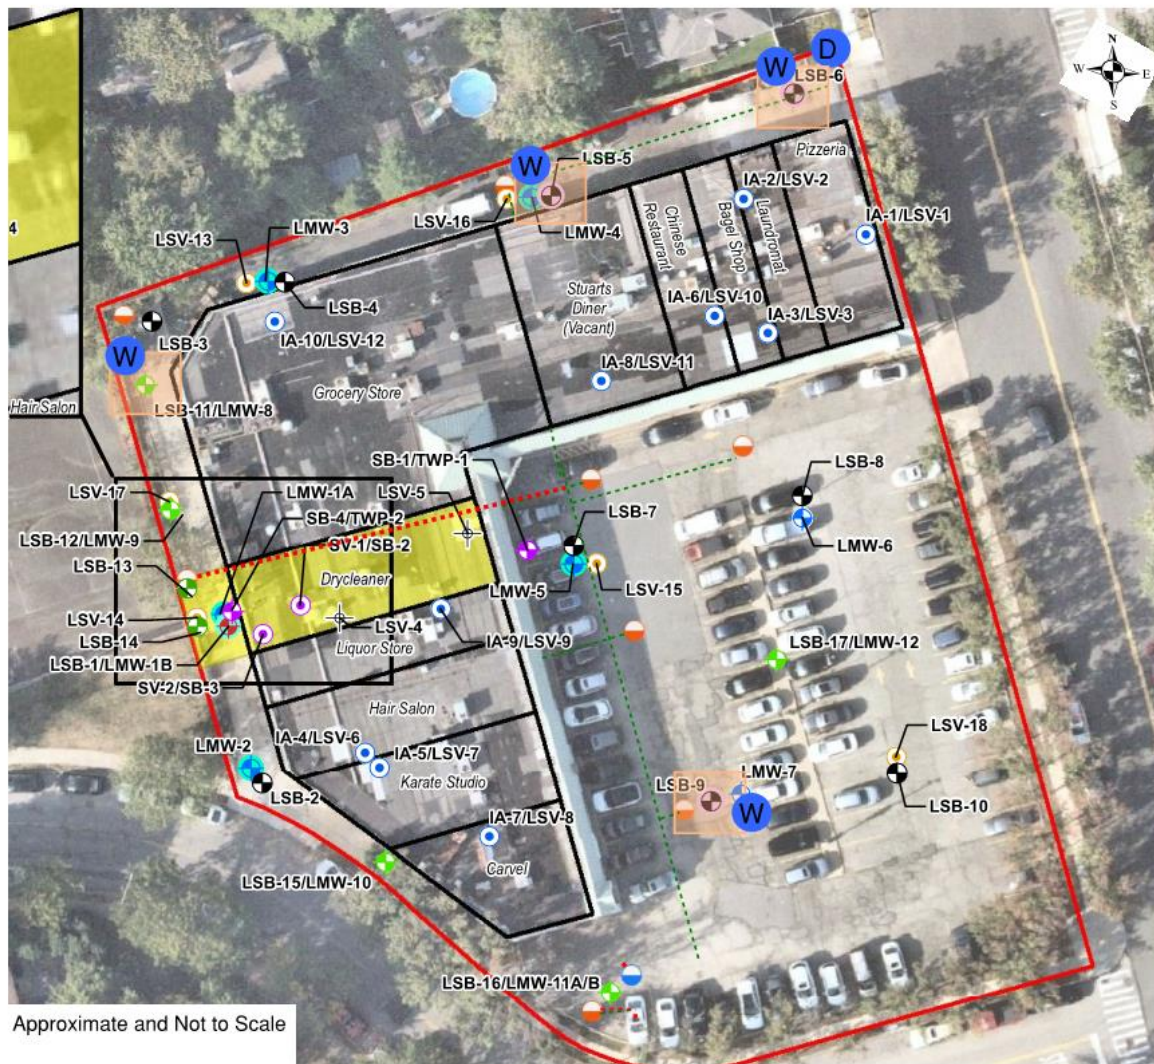 D
W
LSB-6
N
W
E
S
Pizzeria
W
LSB-5
IA-2/LSV-2
LSV-16
LMW-4
Chinese
Restaurant
Bagel Shop
Laundromat
IA-1/LSV-1
4
LSV-13
LMW-3
LSB-4
Stuarts
Diner
(Vacant)
IA-6/LSV-10
IA-3/LSV-3
IA-10/LSV-12
LSB-3
W
IA-8/LSV-11
Grocery Store
Hair Salon
LSB-11/LMW-8
SB-1/TWP-1
LSB-8
LSV-17
LMW-1A
LSV-5
SB-4/TWP-2
LSB-7
LMW-6
LSB-12/LMW-9
SV-1/SB-2
LSB-13
Drycleaner
LMW-5
LSV-15
LSV-14
LSV-4
LSB-14
Liquor Store
IA-9/LSV-9
LSB-17/LMW-12
LSB-1/LMW-1B
SV-2/SB-3
Hair Salon
LMW-2
IA-4/LSV-6
IA-5/LSV-7
Karate Studio
LSV-18
LSB-2
LSB-9
LMW-7
W
LSB-10
IA-7/LSV-8
Carvel
LSB-15/LMW-10
LSB-16/LMW-11A/B
Approximate and Not to Scale